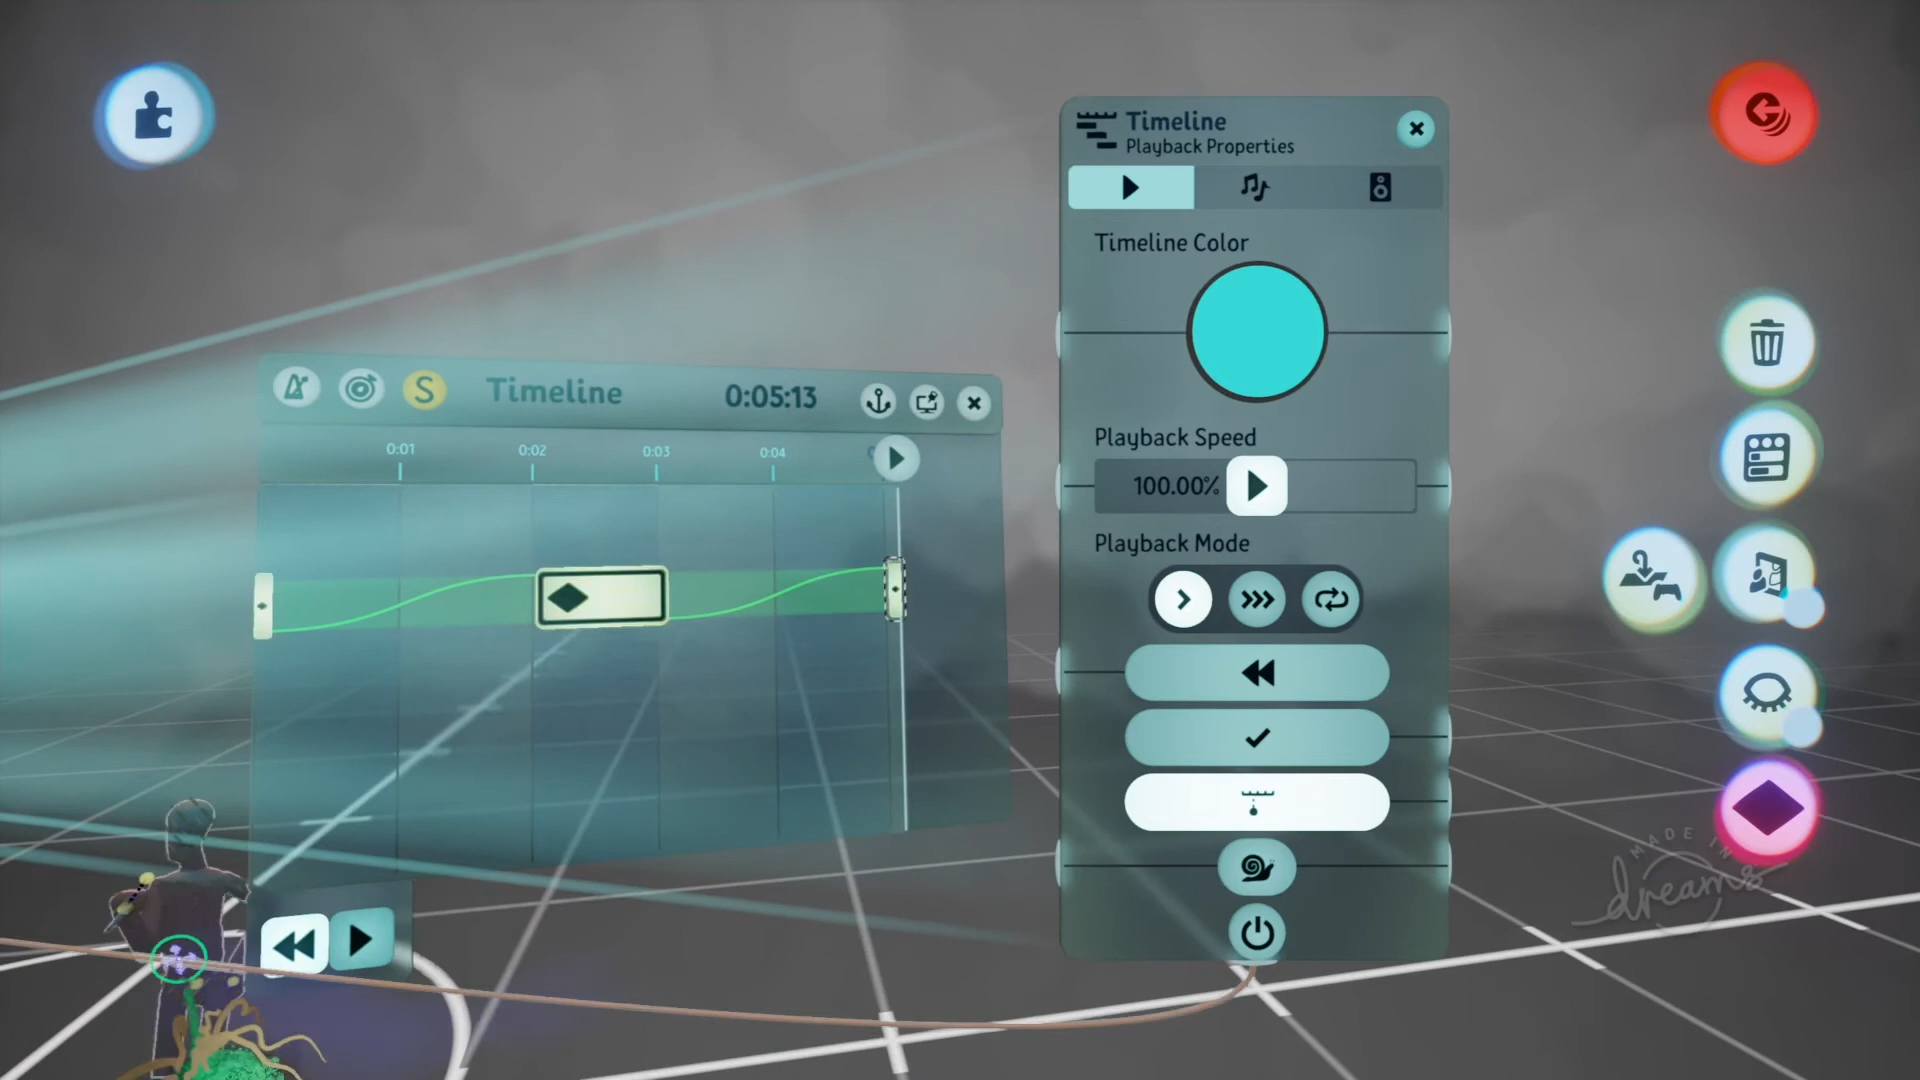 Timeline
Playback Properties
Timeline Color
Playback Speed
100.00%
Playback Mode
S
Timeline
0:05:13
0:01
0:02
0:03
0:04
MADE IN
dreams